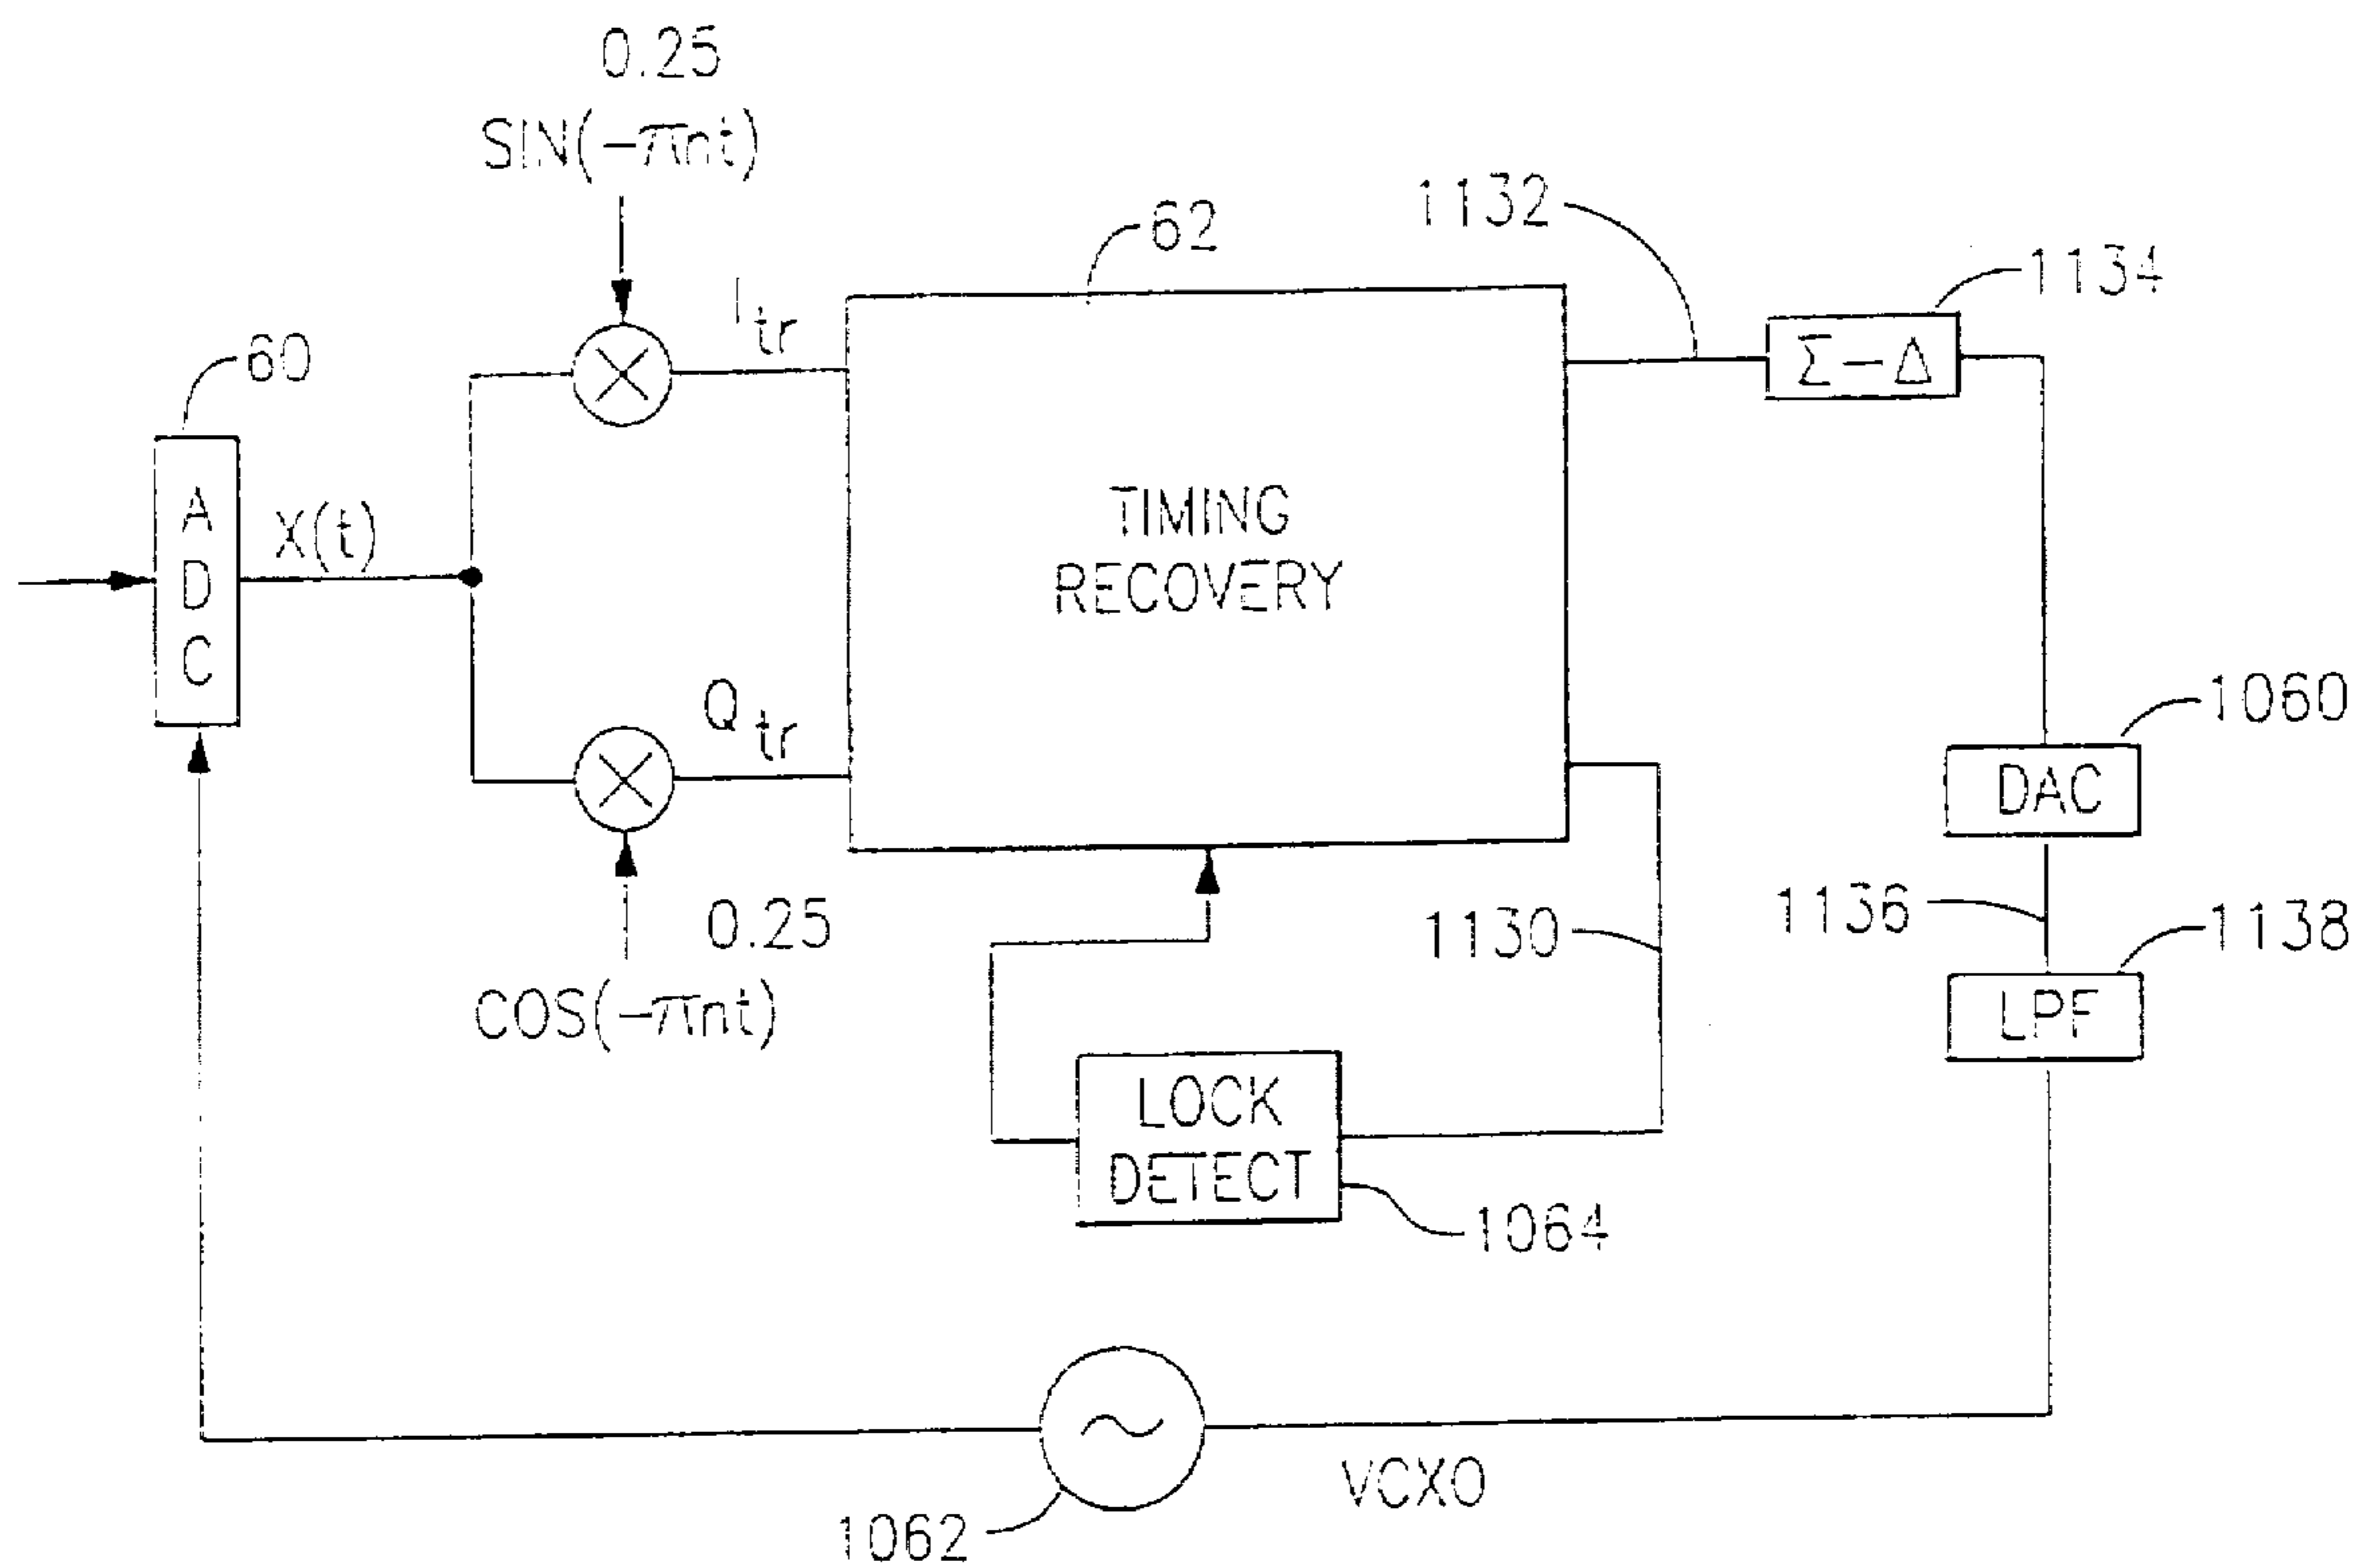 0.25
SIN(-πnt)
62
1132
1134
Σ-Δ
60
I tr
ADC
X(t)
TIMING
RECOVERY
Q tr
1060
DAC
0.25
COS(-πnt)
1130
1136
1138
LPF
LOCK
DETECT
1064
VCXO
1062